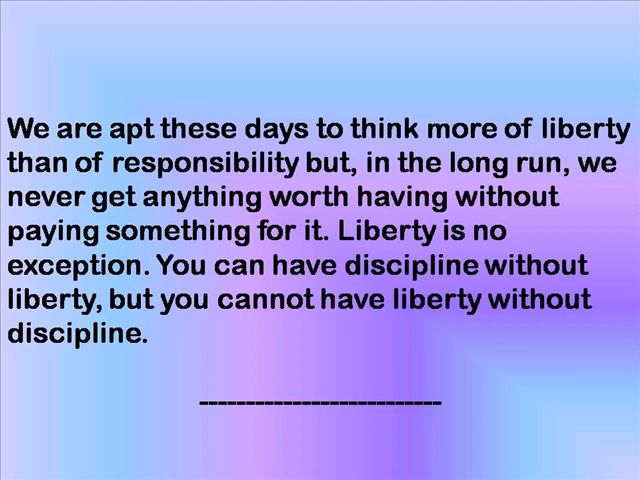 We are apt these days to think more of liberty
than of responsibility but, in the long run, we
never get anything worth having without
paying something for it. Liberty is no
exception. You can have discipline without
liberty, but you cannot have liberty without
discipline.
--------------------------